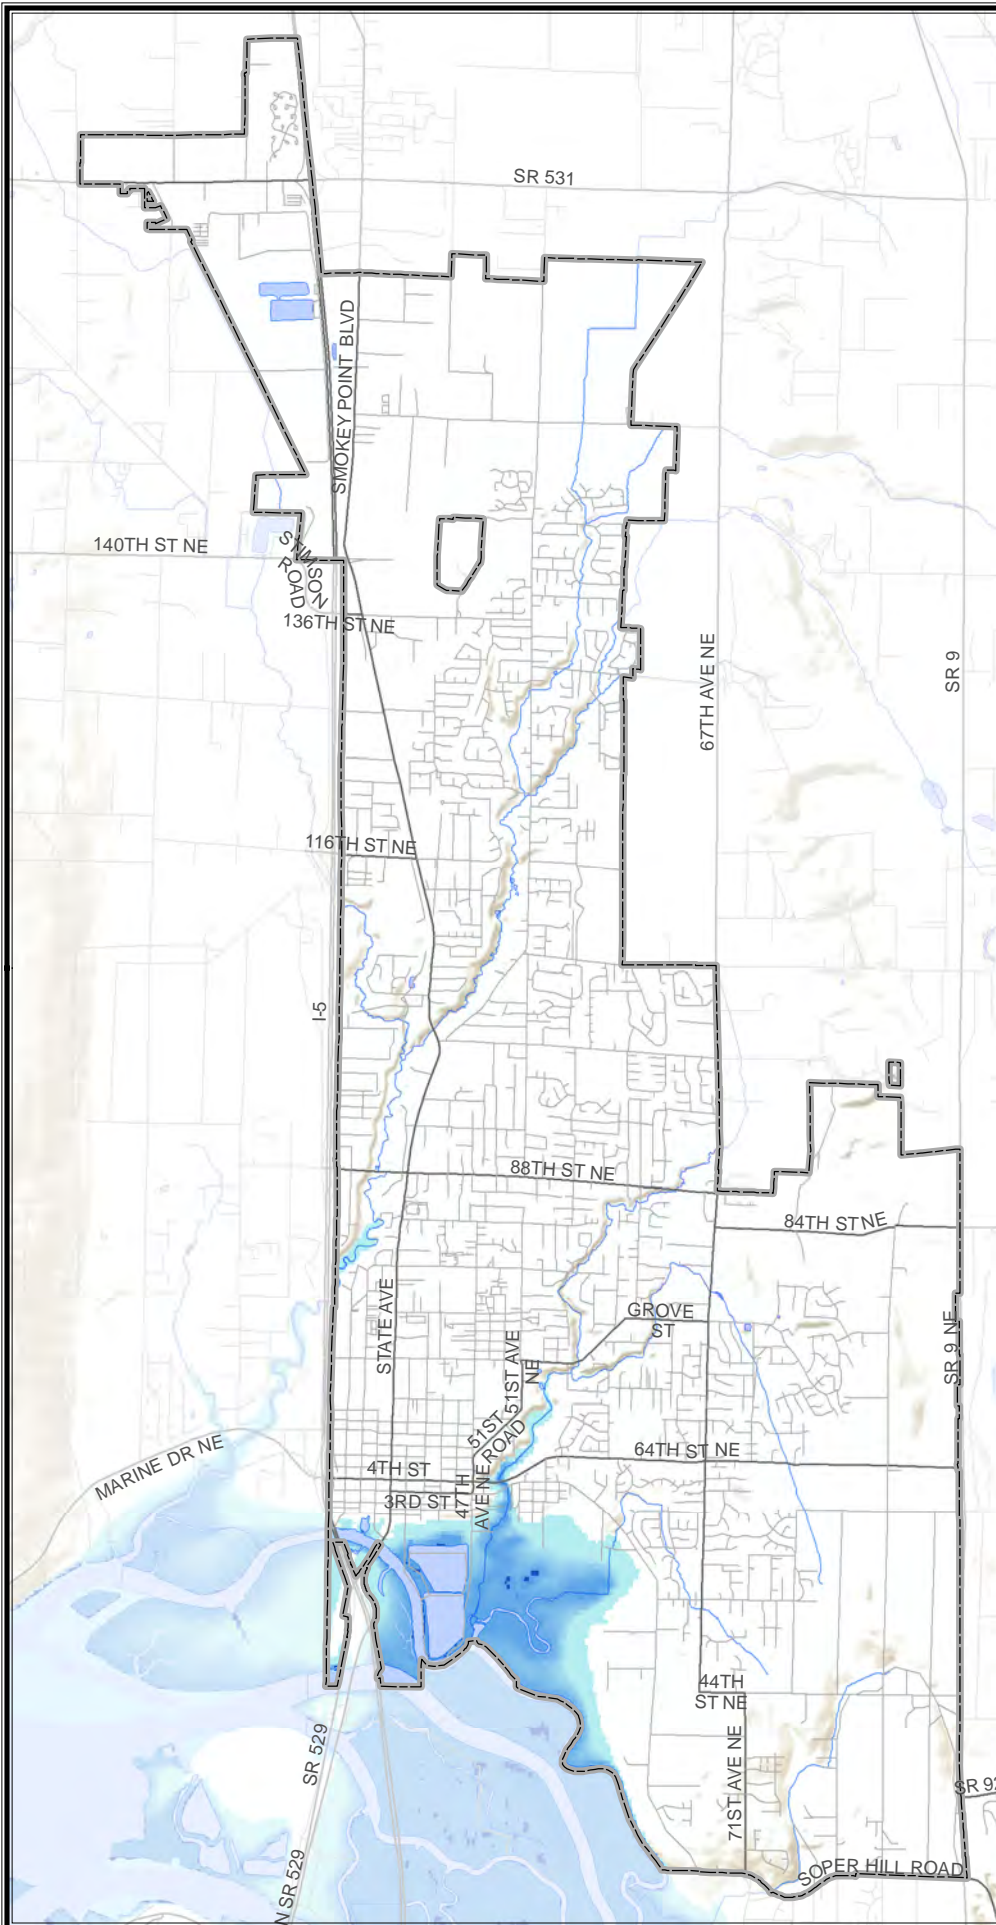 SR 531
SMOKEY POINT BLVD
140TH ST NE
STIMSON
ROAD
136TH ST NE
67TH AVE NE
SR 9
116TH ST NE
I-5
88TH ST NE
84TH ST NE
STATE AVE
GROVE
ST
51ST AVE
NE
SR 9 NE
51ST
ROAD
64TH ST NE
MARINE DR NE
4TH ST
3RD ST
47TH
AVE NE
44TH
ST NE
SR 529
71ST AVE NE
SR 92
SOPER HILL ROAD
N SR 529